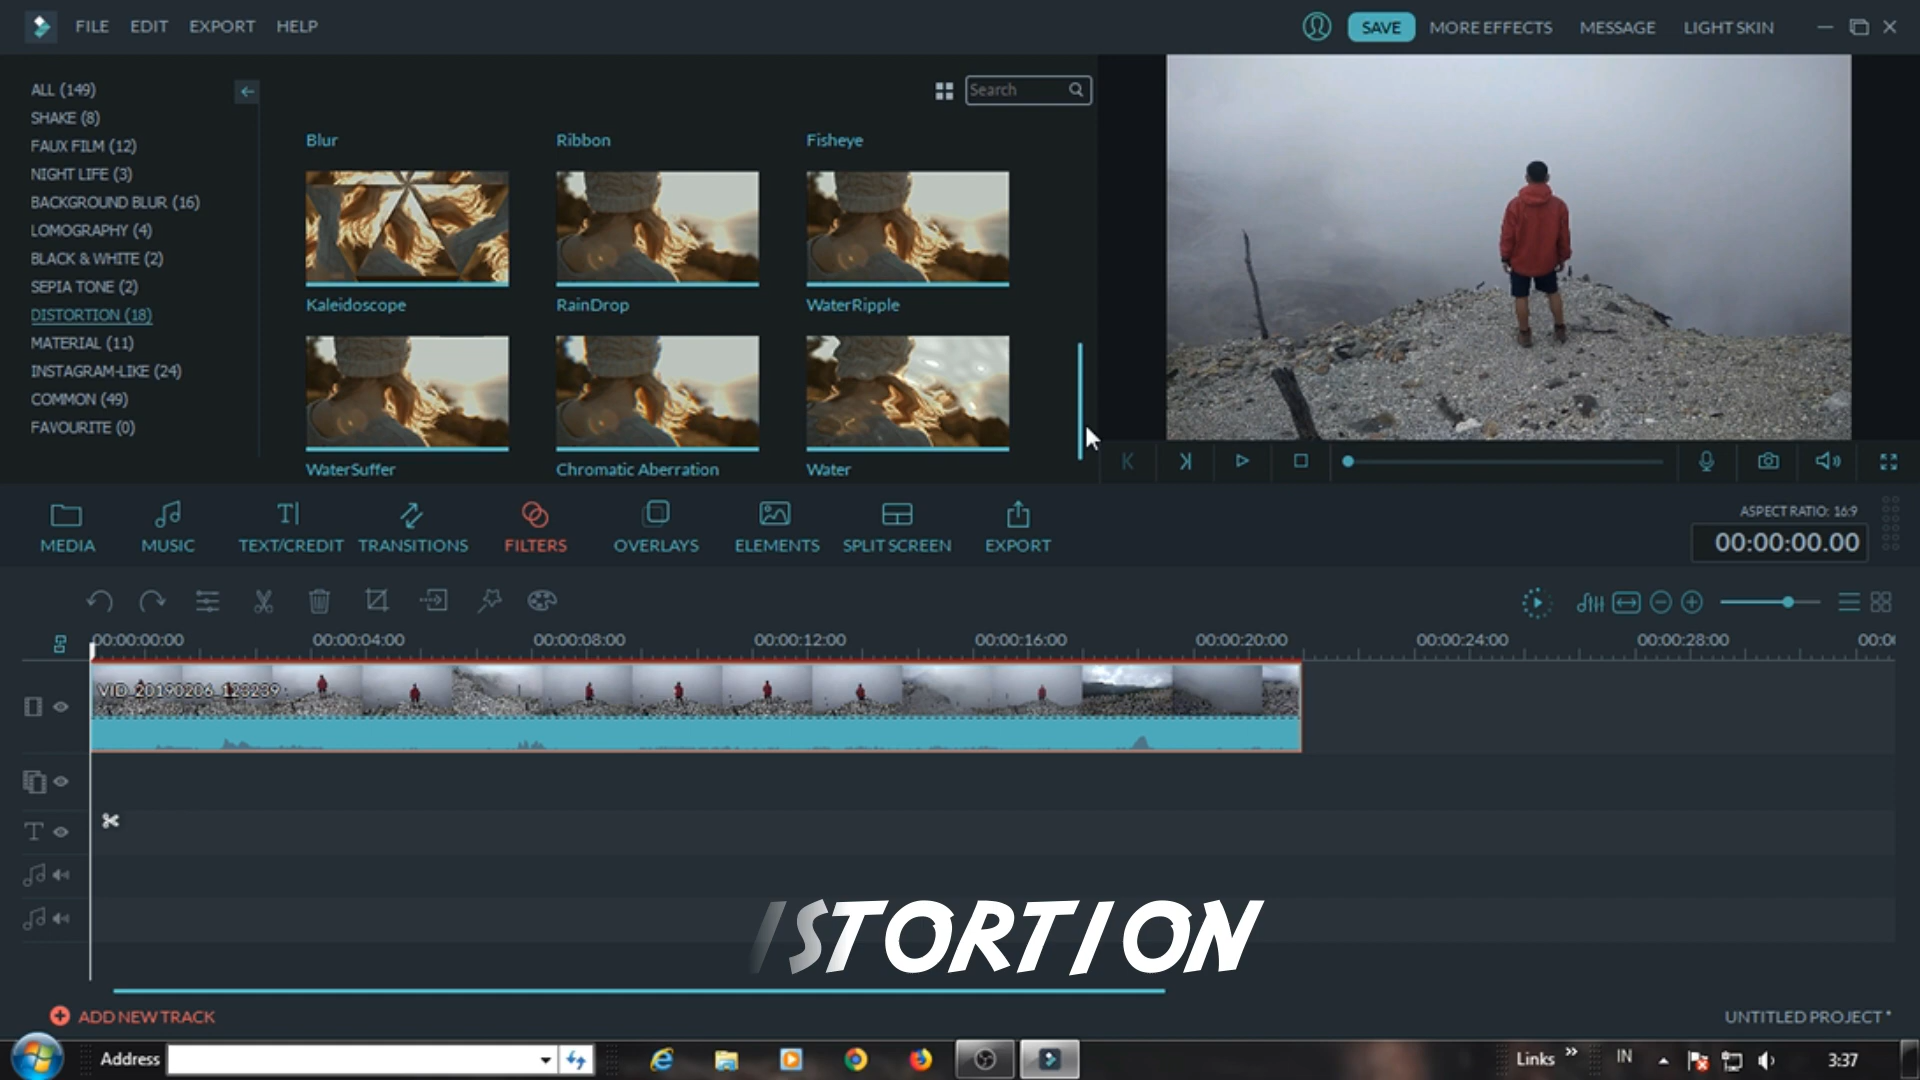 FILE EDIT EXPORT HELP
SAVE MORE EFFECTS MESSAGE LIGHT SKIN
ALL (149)
SHAKE (8)
FAUX FILM (12)
NIGHT LIFE (3)
BACKGROUND BLUR (16)
LOMOGRAPHY (4)
BLACK & WHITE (2)
SEPIA TONE (2)
DISTORTION (18)
MATERIAL (11)
INSTAGRAM-LIKE (24)
COMMON (49)
FAVOURITE (0)
Search
Blur Ribbon Fisheye
Kaleidoscope RainDrop WaterRipple
WaterSuffer Chromatic Aberration Water
MEDIA MUSIC TEXT/CREDIT TRANSITIONS FILTERS OVERLAYS ELEMENTS SPLIT SCREEN EXPORT
ASPECT RATIO: 16:9
00:00:00.00
00:00:00:00 00:00:04:00 00:00:08:00 00:00:12:00 00:00:16:00 00:00:20:00 00:00:24:00 00:00:28:00 00:00
VID_20190206_123239
ISTORTION
ADD NEW TRACK
UNTITLED PROJECT *
Address
Links
IN
3:37